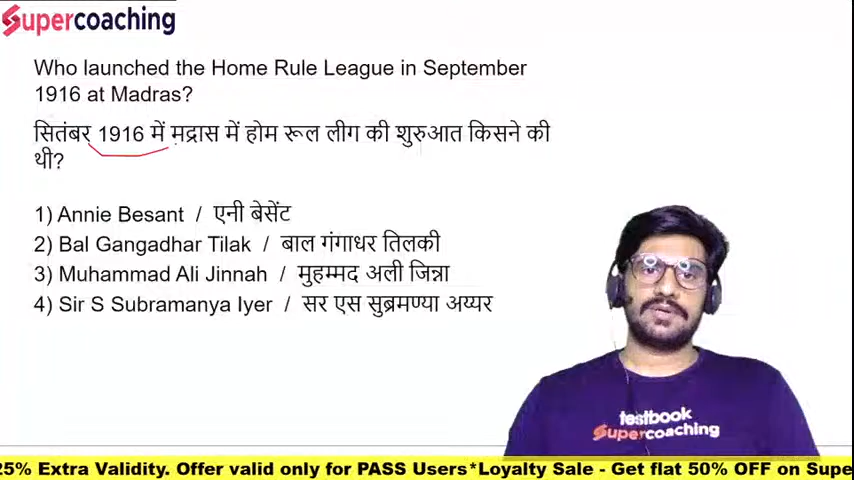 Supercoaching
Who launched the Home Rule League in September
1916 at Madras?
सितंबर 1916 में मद्रास में होम रूल लीग की शुरुआत किसने की
थी?
1) Annie Besant / एनी बेसेंट
2) Bal Gangadhar Tilak / बाल गंगाधर तिलकी
3) Muhammad Ali Jinnah / मुहम्मद अली जिन्ना
4) Sir S Subramanya Iyer / सर एस सुब्रमण्या अय्यर
testbook
Supercoaching
25% Extra Validity. Offer valid only for PASS Users*Loyalty Sale - Get flat 50% OFF on Supe